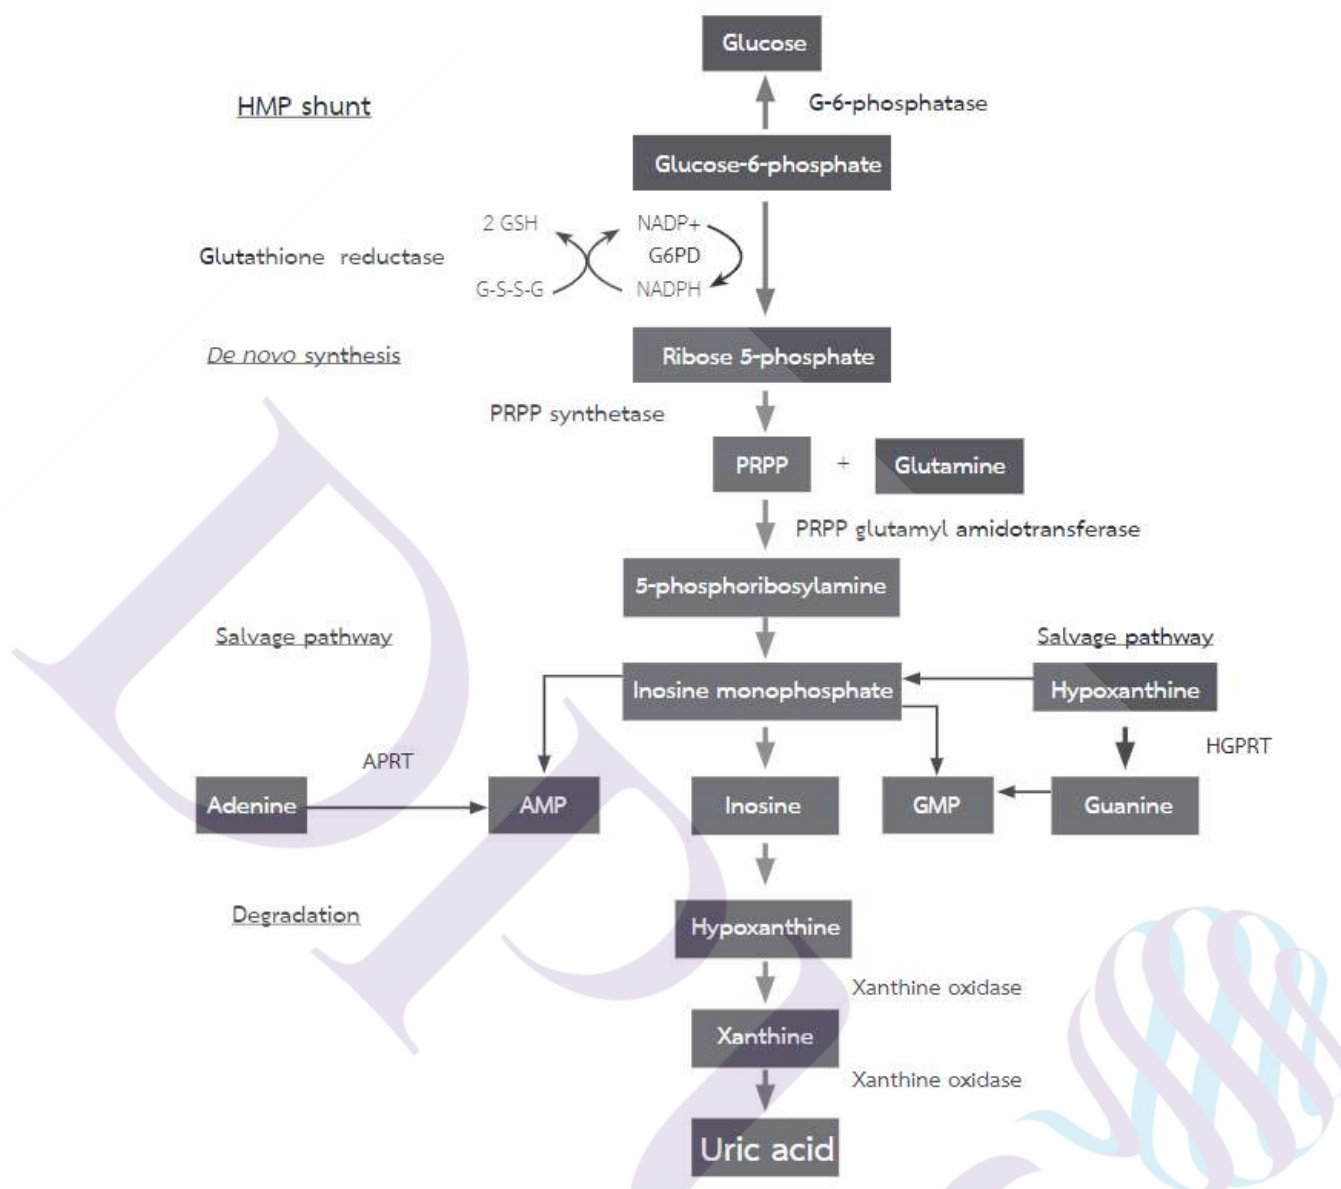 Glucose
HMP shunt
G-6-phosphatase
Glucose-6-phosphate
2 GSH
NADP+
Glutathione reductase
G6PD
G-S-S-G
NADPH
De novo synthesis
Ribose 5-phosphate
PRPP synthetase
PRPP
+
Glutamine
PRPP glutamyl amidotransferase
5-phosphoribosylamine
Salvage pathway
Salvage pathway
Inosine monophosphate
Hypoxanthine
APRT
HGPRT
Adenine
AMP
Inosine
GMP
Guanine
Degradation
Hypoxanthine
Xanthine oxidase
Xanthine
Xanthine oxidase
Uric acid